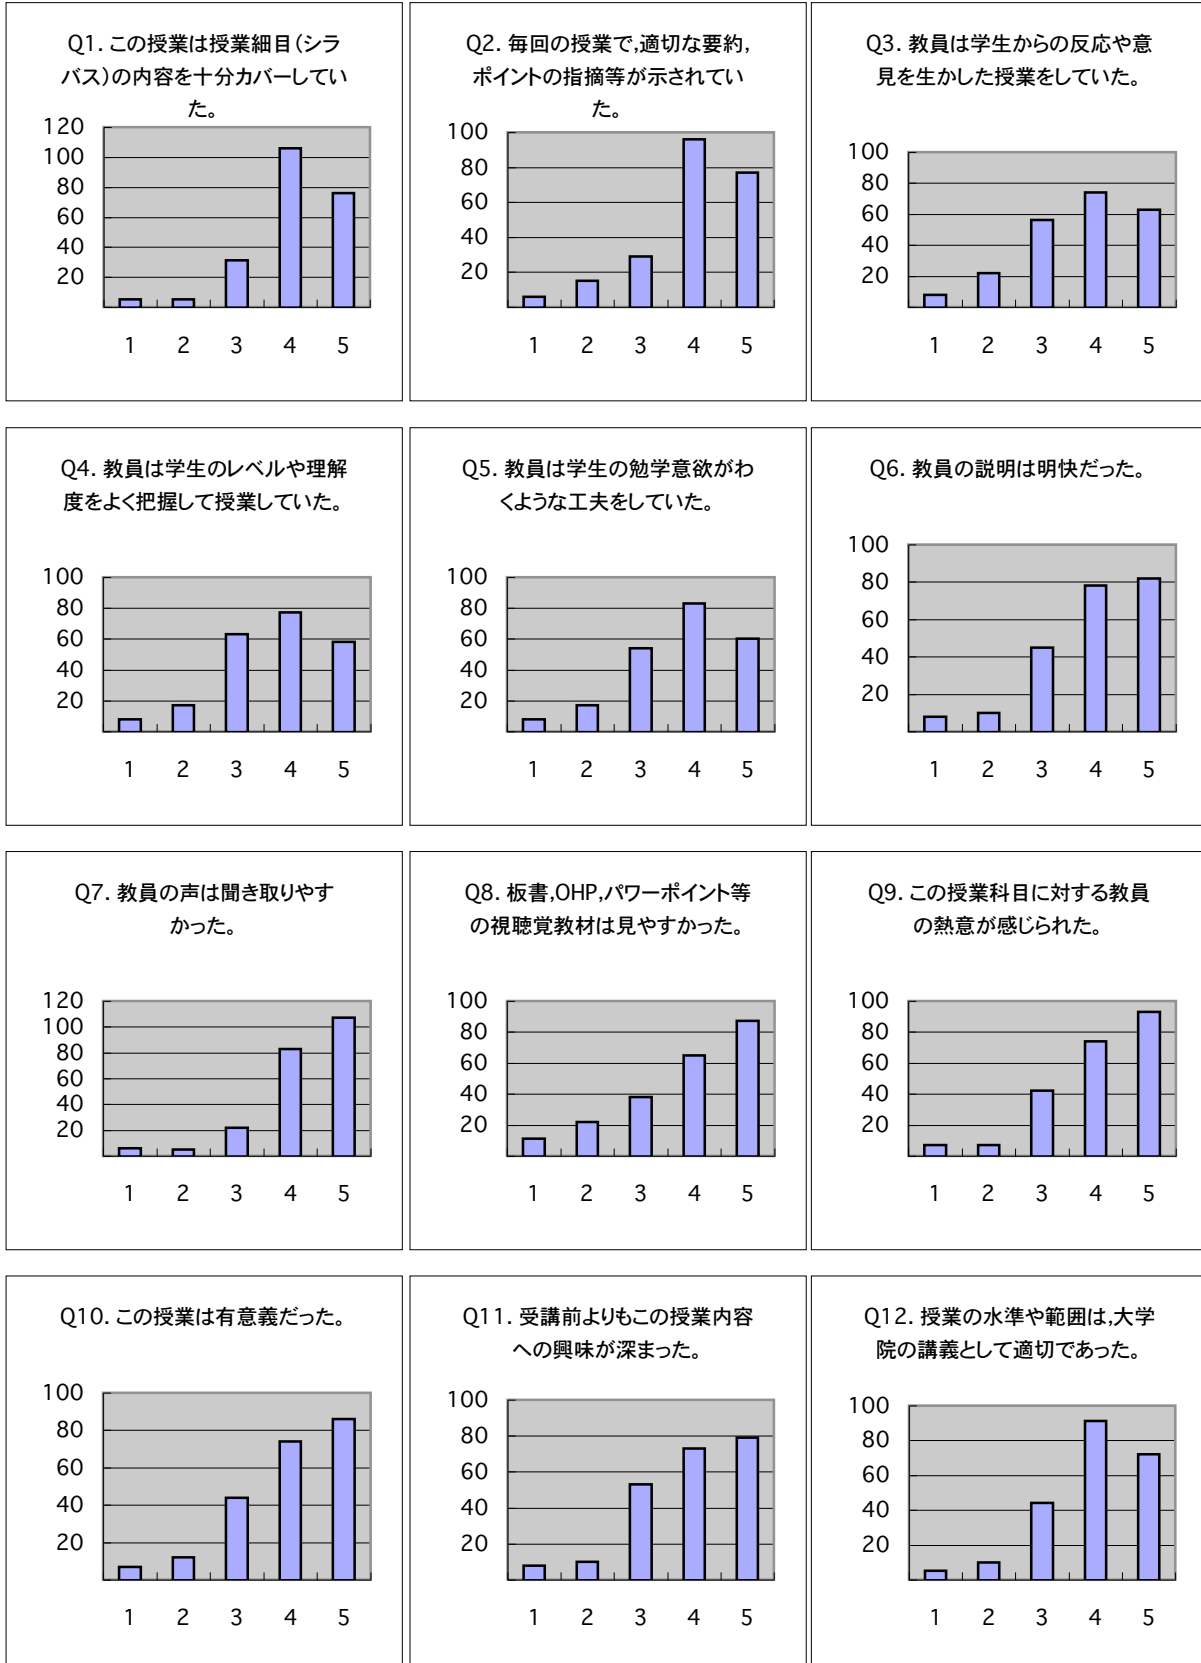 Q1. この授業は授業細目(シラ
バス)の内容を十分カバーしてい
た。
120
100
80
60
40
20
1 2 3 4 5
Q2. 毎回の授業で,適切な要約,
ポイントの指摘等が示されてい
た。
100
80
60
40
20
1 2 3 4 5
Q3. 教員は学生からの反応や意
見を生かした授業をしていた。
100
80
60
40
20
1 2 3 4 5
Q4. 教員は学生のレベルや理解
度をよく把握して授業していた。
100
80
60
40
20
1 2 3 4 5
Q5. 教員は学生の勉学意欲がわ
くような工夫をしていた。
100
80
60
40
20
1 2 3 4 5
Q6. 教員の説明は明快だった。
100
80
60
40
20
1 2 3 4 5
Q7. 教員の声は聞き取りやす
かった。
120
100
80
60
40
20
1 2 3 4 5
Q8. 板書,OHP,パワーポイント等
の視聴覚教材は見やすかった。
100
80
60
40
20
1 2 3 4 5
Q9. この授業科目に対する教員
の熱意が感じられた。
100
80
60
40
20
1 2 3 4 5
Q10. この授業は有意義だった。
100
80
60
40
20
1 2 3 4 5
Q11. 受講前よりもこの授業内容
への興味が深まった。
100
80
60
40
20
1 2 3 4 5
Q12. 授業の水準や範囲は,大学
院の講義として適切であった。
100
80
60
40
20
1 2 3 4 5